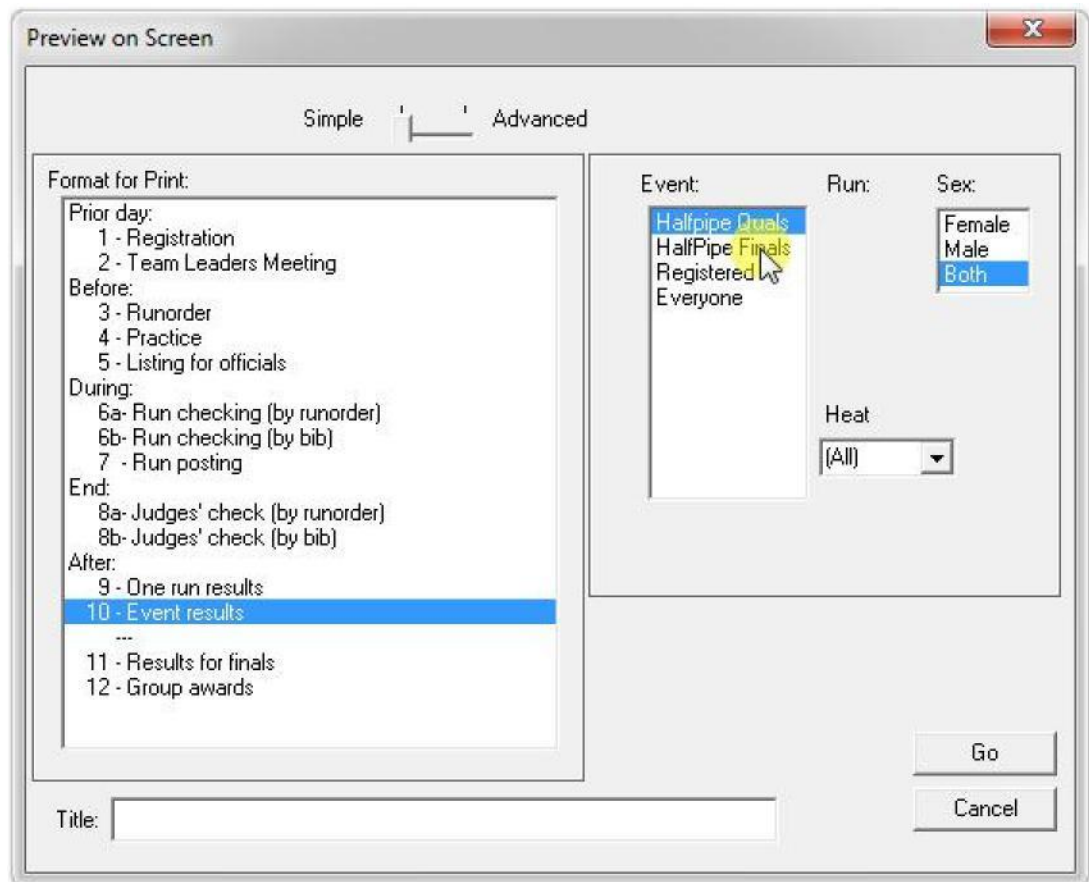 Preview on Screen
Simple Advanced
Format for Print:
Prior day:
1 - Registration
2 - Team Leaders Meeting
Before:
3 - Runorder
4 - Practice
5 - Listing for officials
During:
6a- Run checking (by runorder)
6b- Run checking (by bib)
7 - Run posting
End:
8a- Judges' check (by runorder)
8b- Judges' check (by bib)
After:
9 - One run results
10 - Event results
---
11 - Results for finals
12 - Group awards
Event:
Halfpipe Quals
HalfPipe Finals
Registered
Everyone
Run:
Sex:
Female
Male
Both
Heat
(All)
Go
Cancel
Title: